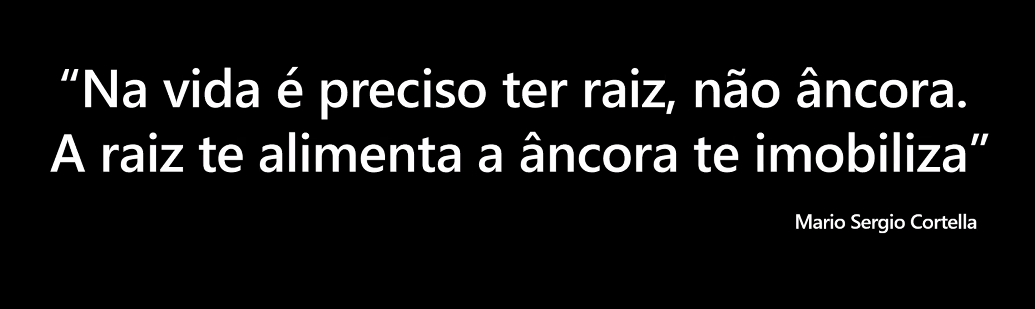 “Na vida é preciso ter raiz, não âncora.
A raiz te alimenta a âncora te imobiliza”
Mario Sergio Cortella